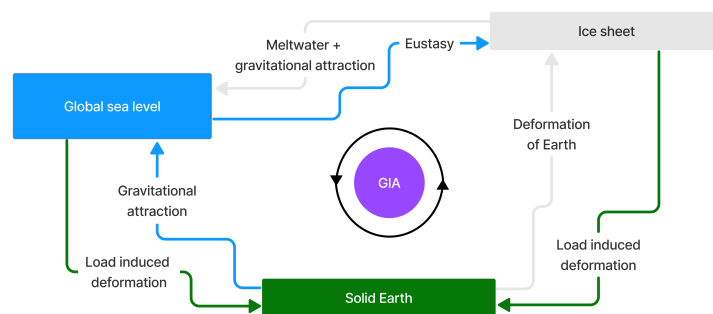 Ice sheet
Meltwater +
gravitational attraction
Eustasy
Global sea level
Deformation
of Earth
GIA
Gravitational
attraction
Load induced
deformation
Load induced
deformation
Solid Earth